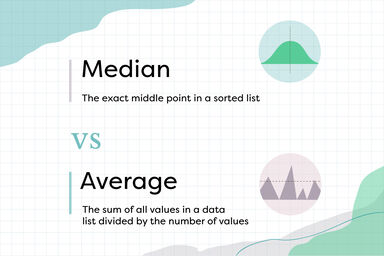 Median
The exact middle point in a sorted list
VS
Average
The sum of all values in a data
list divided by the number of values